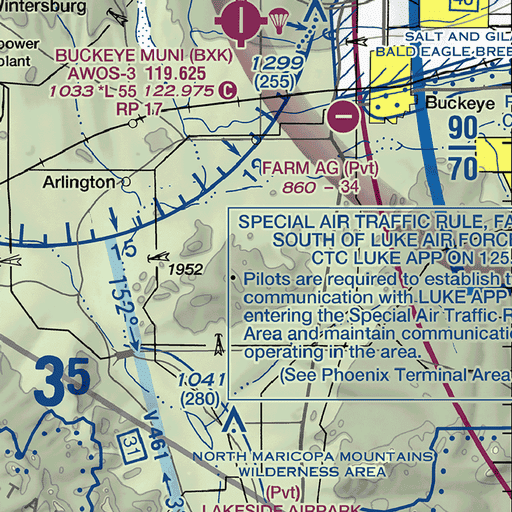 Wintersburg
power
plant
BUCKEYE MUNI (BXK)
AWOS-3 119.625
1033 *L 55 122.975 C
RP 17
1299
(255)
40
SALT AND GILA
BALD EAGLE BREE
Buckeye
90
70
FARM AG (Pvt)
860 - 34
Arlington
15
1952
152°
SPECIAL AIR TRAFFIC RULE, FA
SOUTH OF LUKE AIR FORC
CTC LUKE APP ON 125.
• Pilots are required to establish t
communication with LUKE APP
entering the Special Air Traffic R
Area and maintain communicati
operating in the area.
(See Phoenix Terminal Area
35
1041
(280)
V 461
31
NORTH MARICOPA MOUNTAINS
WILDERNESS AREA
(Pvt)
LAKESIDE AIRPARK